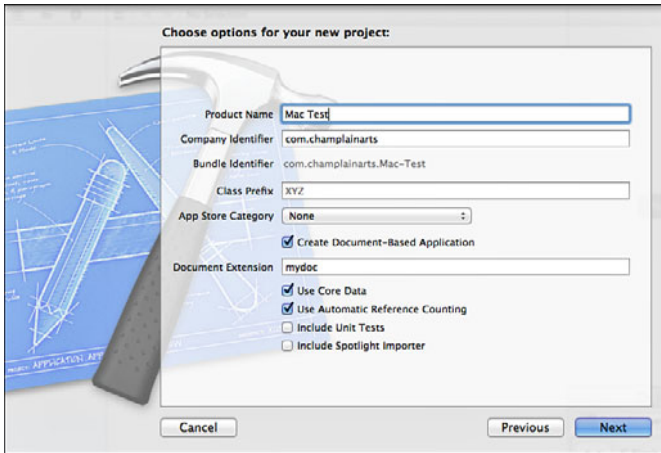 Choose options for your new project:
Product Name Mac Test
Company Identifier com.champlainarts
Bundle Identifier com.champlainarts.Mac-Test
Class Prefix XYZ
App Store Category None
Create Document-Based Application
Document Extension mydoc
Use Core Data
Use Automatic Reference Counting
Include Unit Tests
Include Spotlight Importer
APPLICATION APP
Cancel Previous Next